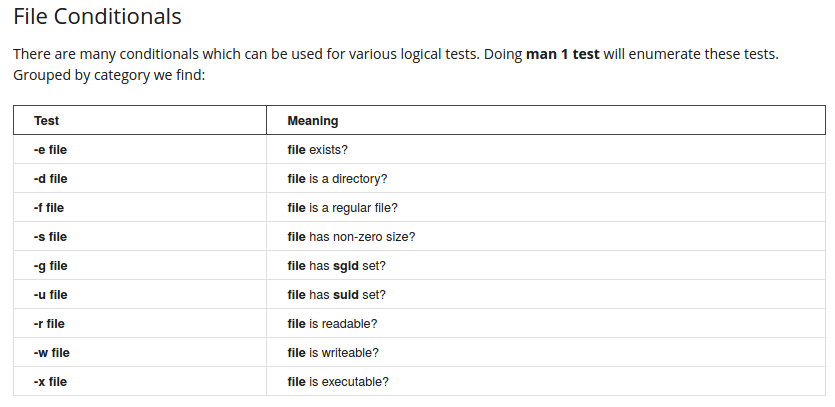 File Conditionals
There are many conditionals which can be used for various logical tests. Doing man 1 test will enumerate these tests.
Grouped by category we find:
Test Meaning
-e file file exists?
-d file file is a directory?
-f file file is a regular file?
-s file file has non-zero size?
-g file file has sgid set?
-u file file has suid set?
-r file file is readable?
-w file file is writeable?
-x file file is executable?